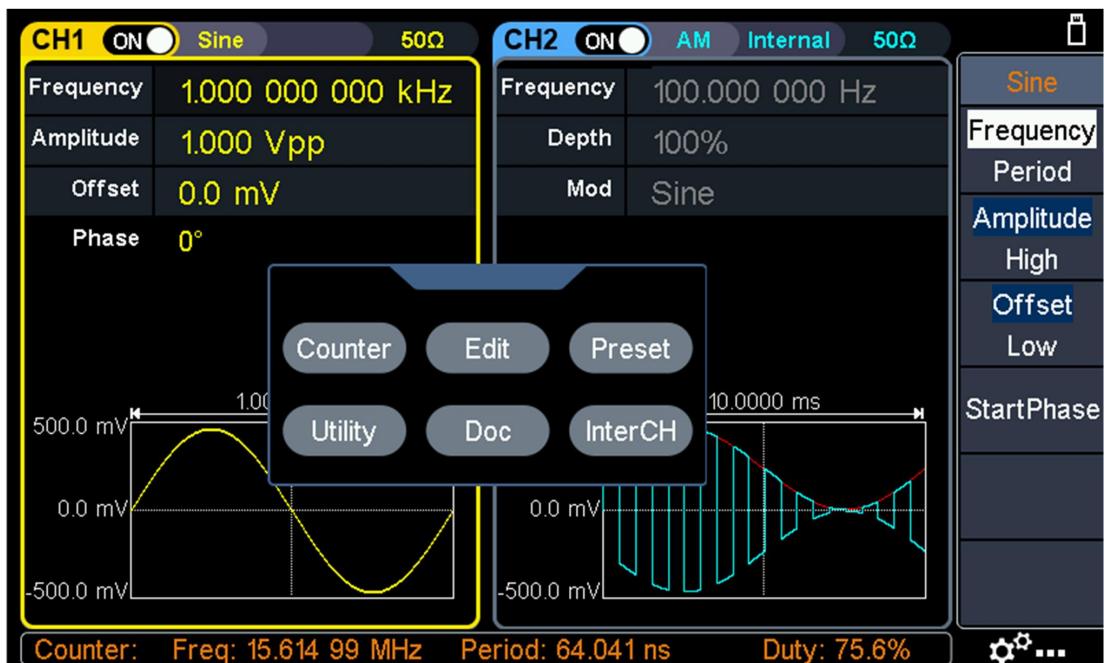 CH1 ON Sine 50Ω
Frequency 1.000 000 000 kHz
Amplitude 1.000 Vpp
Offset 0.0 mV
Phase 0°
CH2 ON AM Internal 50Ω
Frequency 100.000 000 Hz
Depth 100%
Mod Sine
Sine
Frequency
Period
Amplitude
High
Offset
Low
StartPhase
Counter Edit Preset
Utility Doc InterCH
500.0 mV
0.0 mV
-500.0 mV
10.0000 ms
0.0 mV
-500.0 mV
Counter: Freq: 15.614 99 MHz Period: 64.041 ns Duty: 75.6%